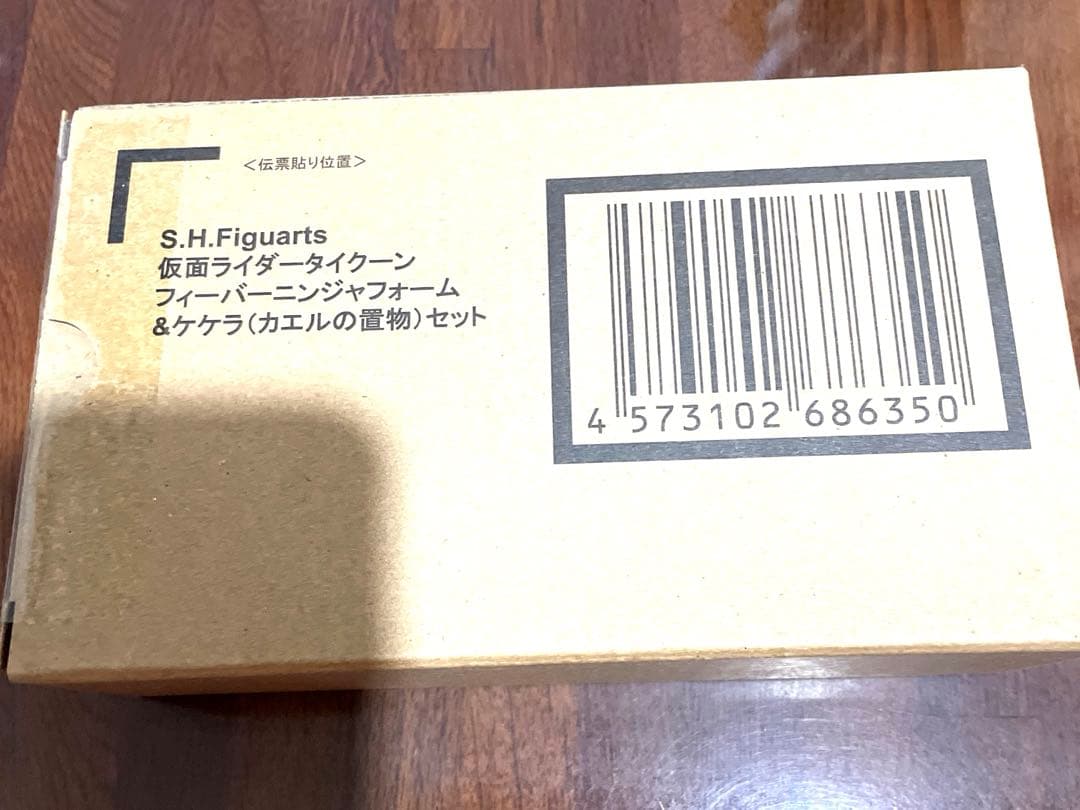 ＜伝票貼り位置＞
S.H.Figuarts
仮面ライダータイクーン
フィーバーニンジャフォーム
&ケケラ（カエルの置物）セット
4 573102 686350